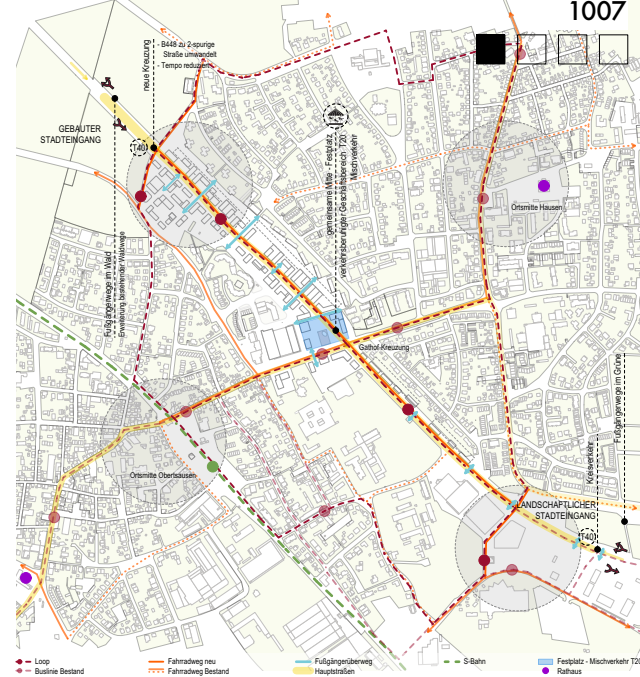 1007
neue Kreuzung
- B448 zu 2-spurige
Straße umwandelt
- Tempo reduziert
GEBAUTER
STADTEINGANG
T40
gemeinsame Mitte - Festplatz
verkehrsberuhigter Geschäftsbereich T20
Mischverkehr
Ortsmitte Hausen
Fußgängerwege im Wald
Erweiterung bestehender Waldwege
Gathof-Kreuzung
Fußgängerwege im Grüne
Ortsmitte Obertsausen
Kreisverkehr
LANDSCHAFTLICHER
STADTEINGANG
T40
Loop
Fahrradweg neu
Fußgängerüberweg
S-Bahn
Festplatz - Mischverkehr T20
Buslinie Bestand
Fahrradweg Bestand
Hauptstraßen
Rathaus